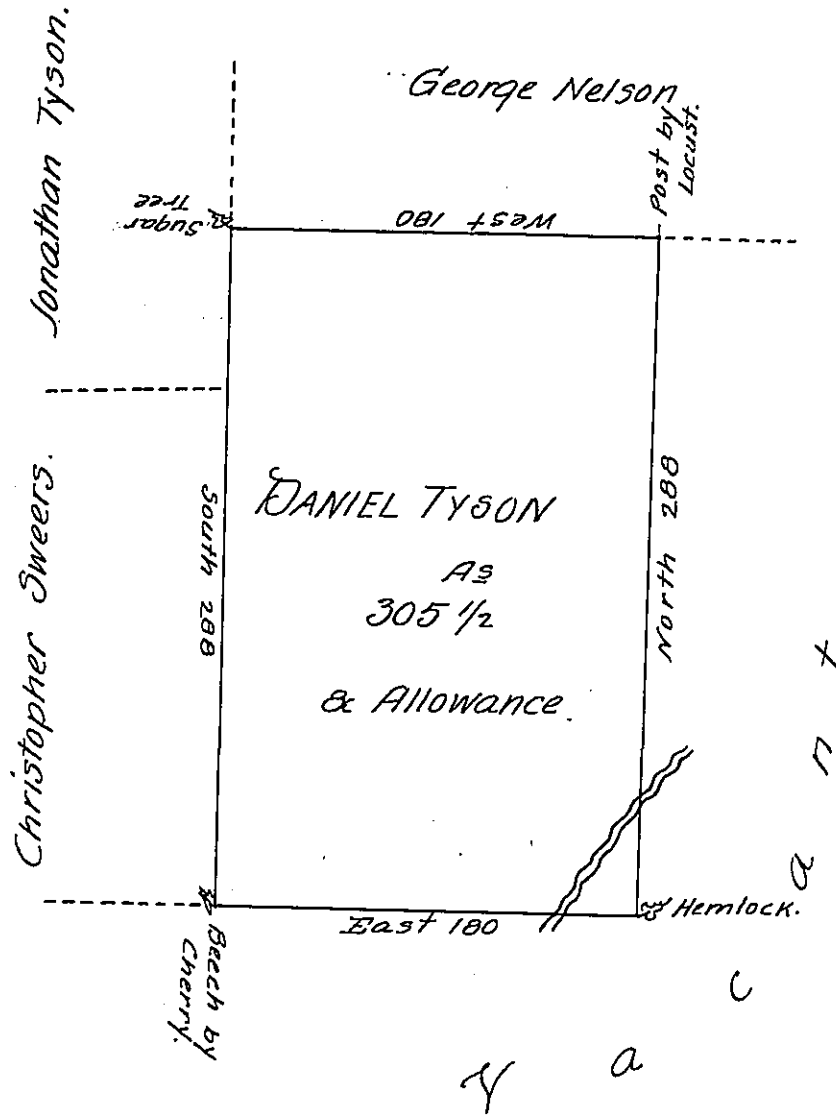 Jonathan Tyson.
George Nelson
Post by
Locust.
Sugar
Tree
West 180
Christopher Sweers.
South 288
DANIEL TYSON
As
305 1/2
& Allowance.
North 288
East 180
Hemlock.
Beech by
Cherry.
Vacant